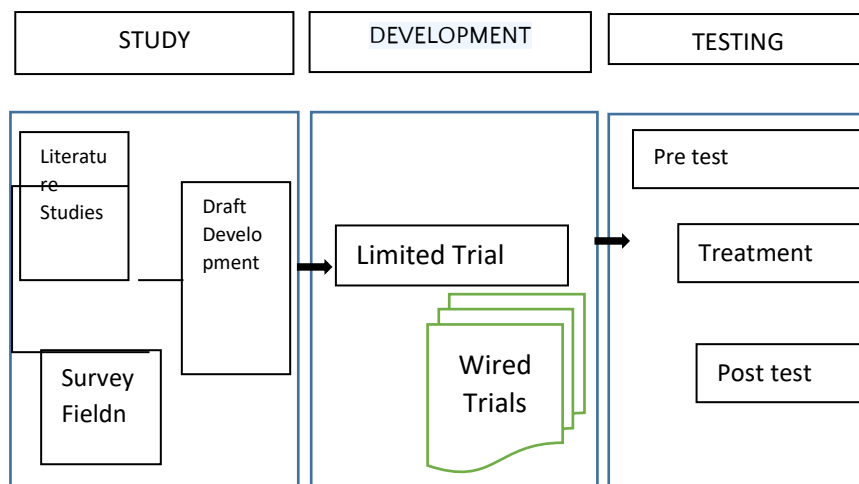 STUDY
DEVELOPMENT
TESTING
Literatu
re
Studies
Draft
Develo
pment
Survey
Fieldn
Limited Trial
Wired
Trials
Pre test
Treatment
Post test